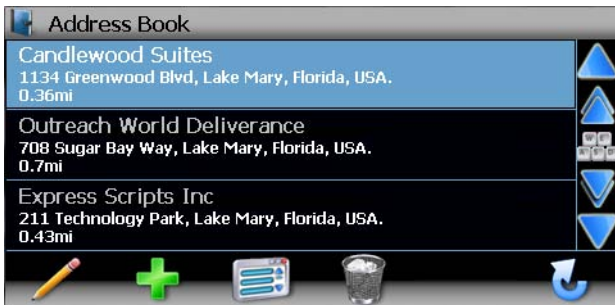 Address Book
Candlewood Suites
1134 Greenwood Blvd, Lake Mary, Florida, USA.
0.36mi
Outreach World Deliverance
708 Sugar Bay Way, Lake Mary, Florida, USA.
0.7mi
Express Scripts Inc
211 Technology Park, Lake Mary, Florida, USA.
0.43mi